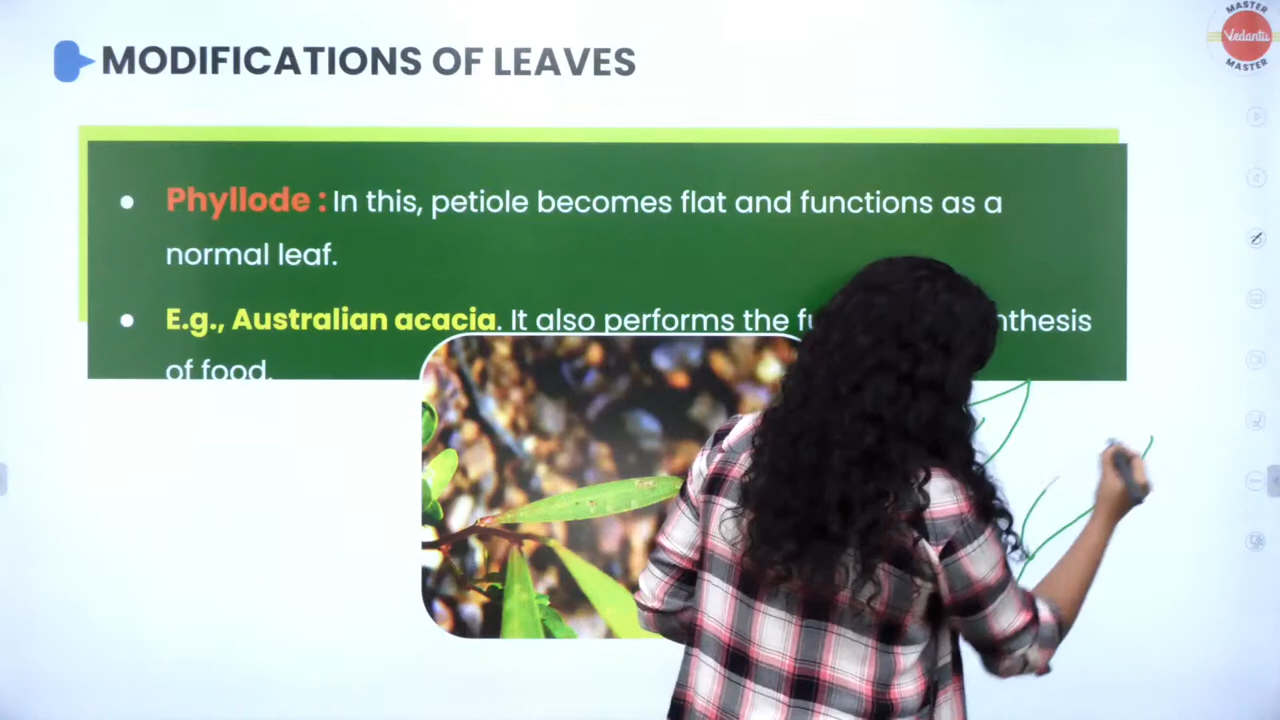 MODIFICATIONS OF LEAVES
MASTER
Vedantu
MASTER
• Phyllode : In this, petiole becomes flat and functions as a
normal leaf.
• E.g., Australian acacia. It also performs the nthesis
of food.